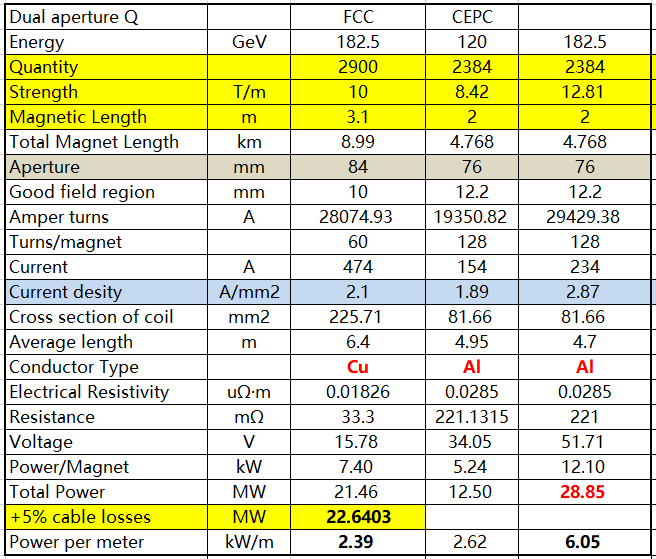 Dual aperture Q FCC CEPC
Energy GeV 182.5 120 182.5
Quantity 2900 2384 2384
Strength T/m 10 8.42 12.81
Magnetic Length m 3.1 2 2
Total Magnet Length km 8.99 4.768 4.768
Aperture mm 84 76 76
Good field region mm 10 12.2 12.2
Amper turns A 28074.93 19350.82 29429.38
Turns/magnet 60 128 128
Current A 474 154 234
Current desity A/mm2 2.1 1.89 2.87
Cross section of coil mm2 225.71 81.66 81.66
Average length m 6.4 4.95 4.7
Conductor Type Cu Al Al
Electrical Resistivity uΩ·m 0.01826 0.0285 0.0285
Resistance mΩ 33.3 221.1315 221
Voltage V 15.78 34.05 51.71
Power/Magnet kW 7.40 5.24 12.10
Total Power MW 21.46 12.50 28.85
+5% cable losses MW 22.6403
Power per meter kW/m 2.39 2.62 6.05